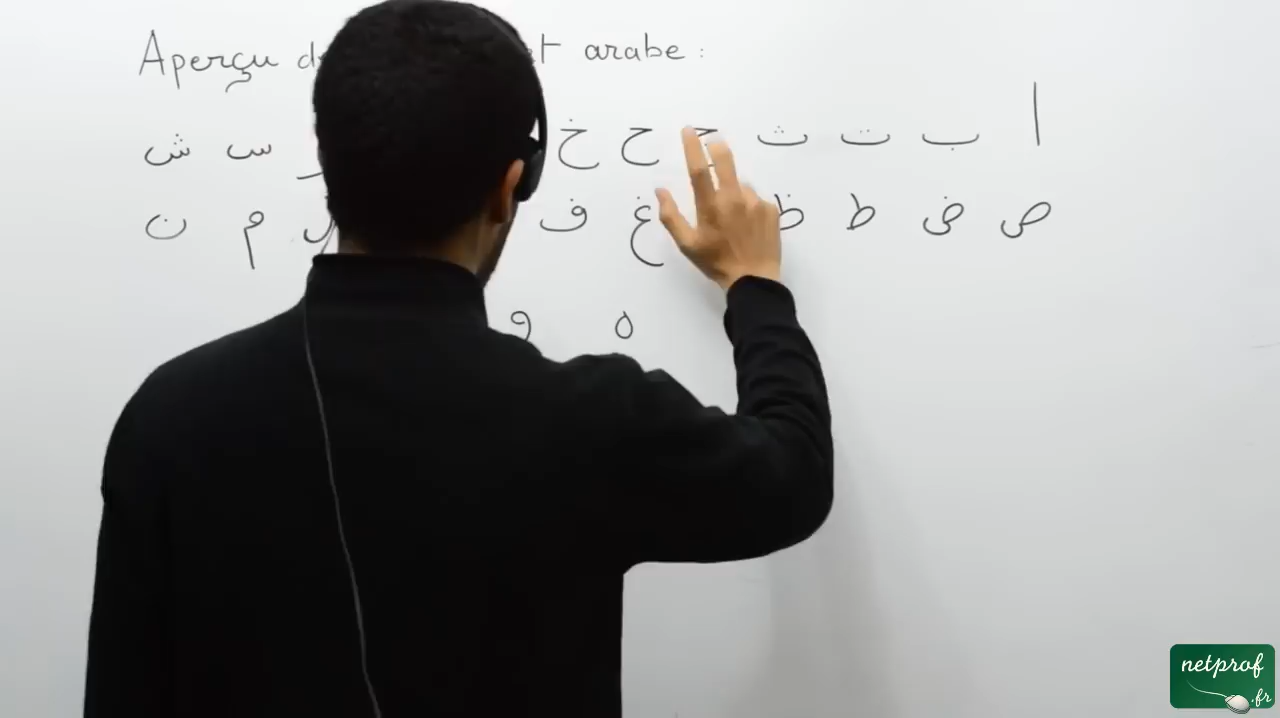 Aperçu arabe :
ا ب ت ث ح خ س ش
ص ض ط ظ غ ف م ن
ه و
netprof
.fr